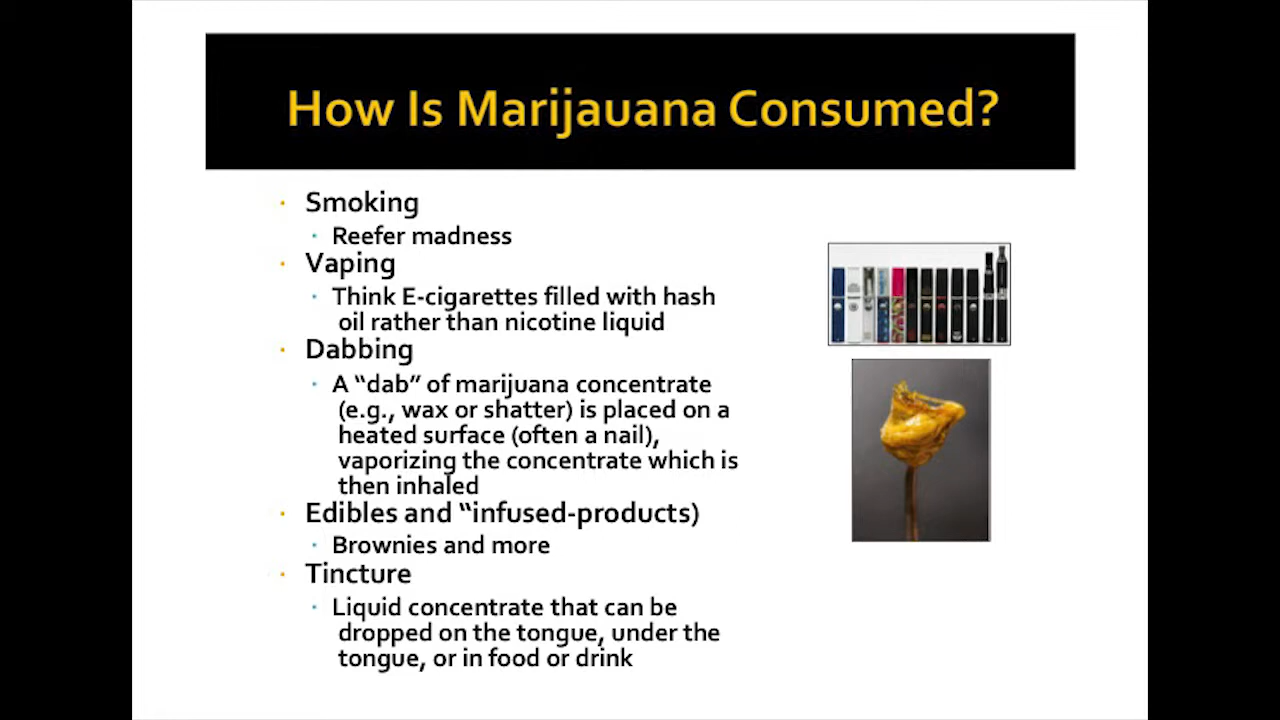 How Is Marijauana Consumed?
· Smoking
· Reefer madness
· Vaping
· Think E-cigarettes filled with hash
oil rather than nicotine liquid
· Dabbing
· A “dab” of marijuana concentrate
(e.g., wax or shatter) is placed on a
heated surface (often a nail),
vaporizing the concentrate which is
then inhaled
· Edibles and “infused-products)
· Brownies and more
· Tincture
· Liquid concentrate that can be
dropped on the tongue, under the
tongue, or in food or drink